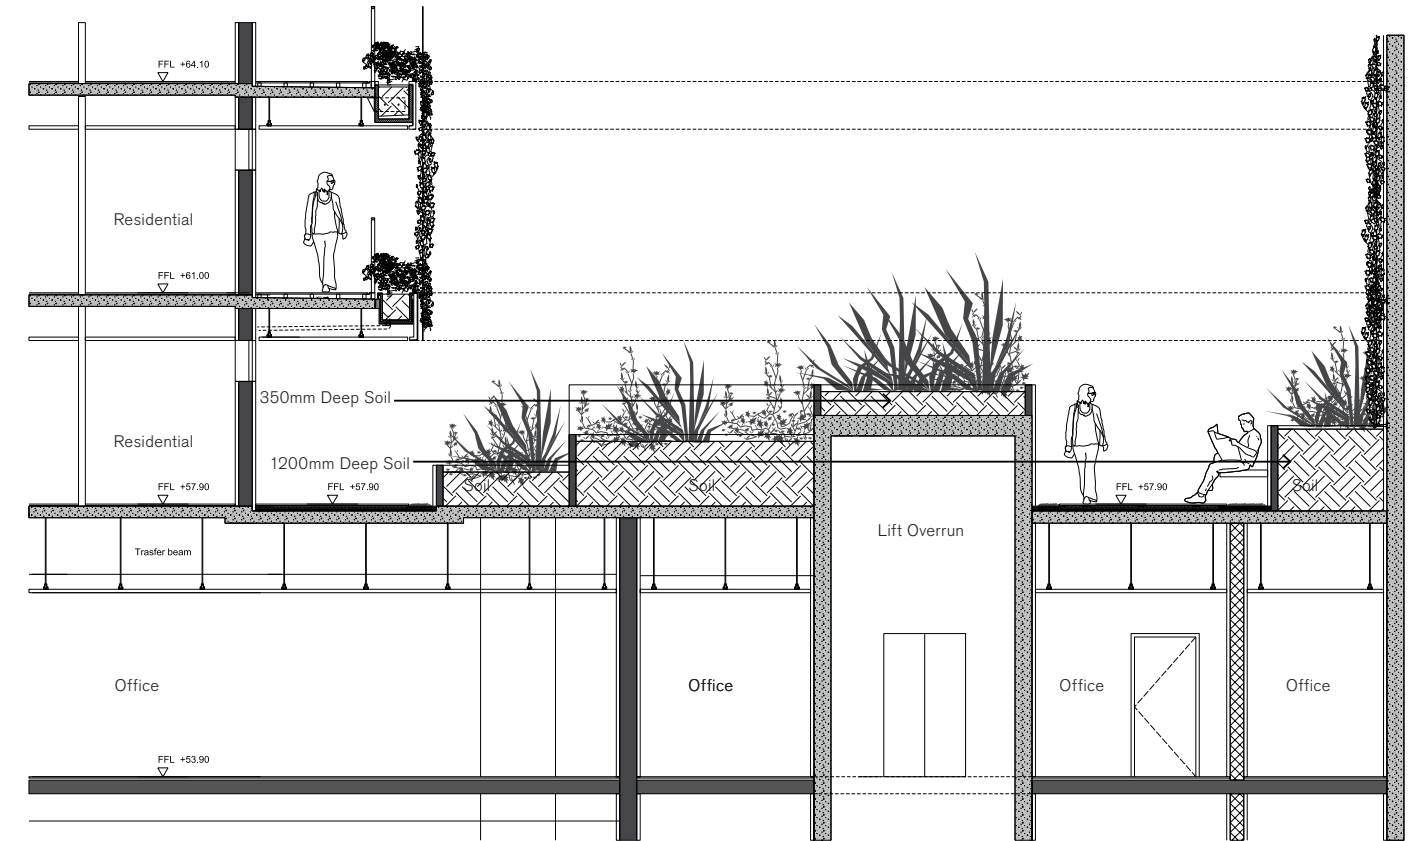 FFL +64.10
Residential
FFL +61.00
350mm Deep Soil
Residential
1200mm Deep Soil
FFL +57.90
FFL +57.90
Soil
Soil
FFL +57.90
Soil
Lift Overrun
Trasfer beam
Office
Office
Office
Office
FFL +53.90